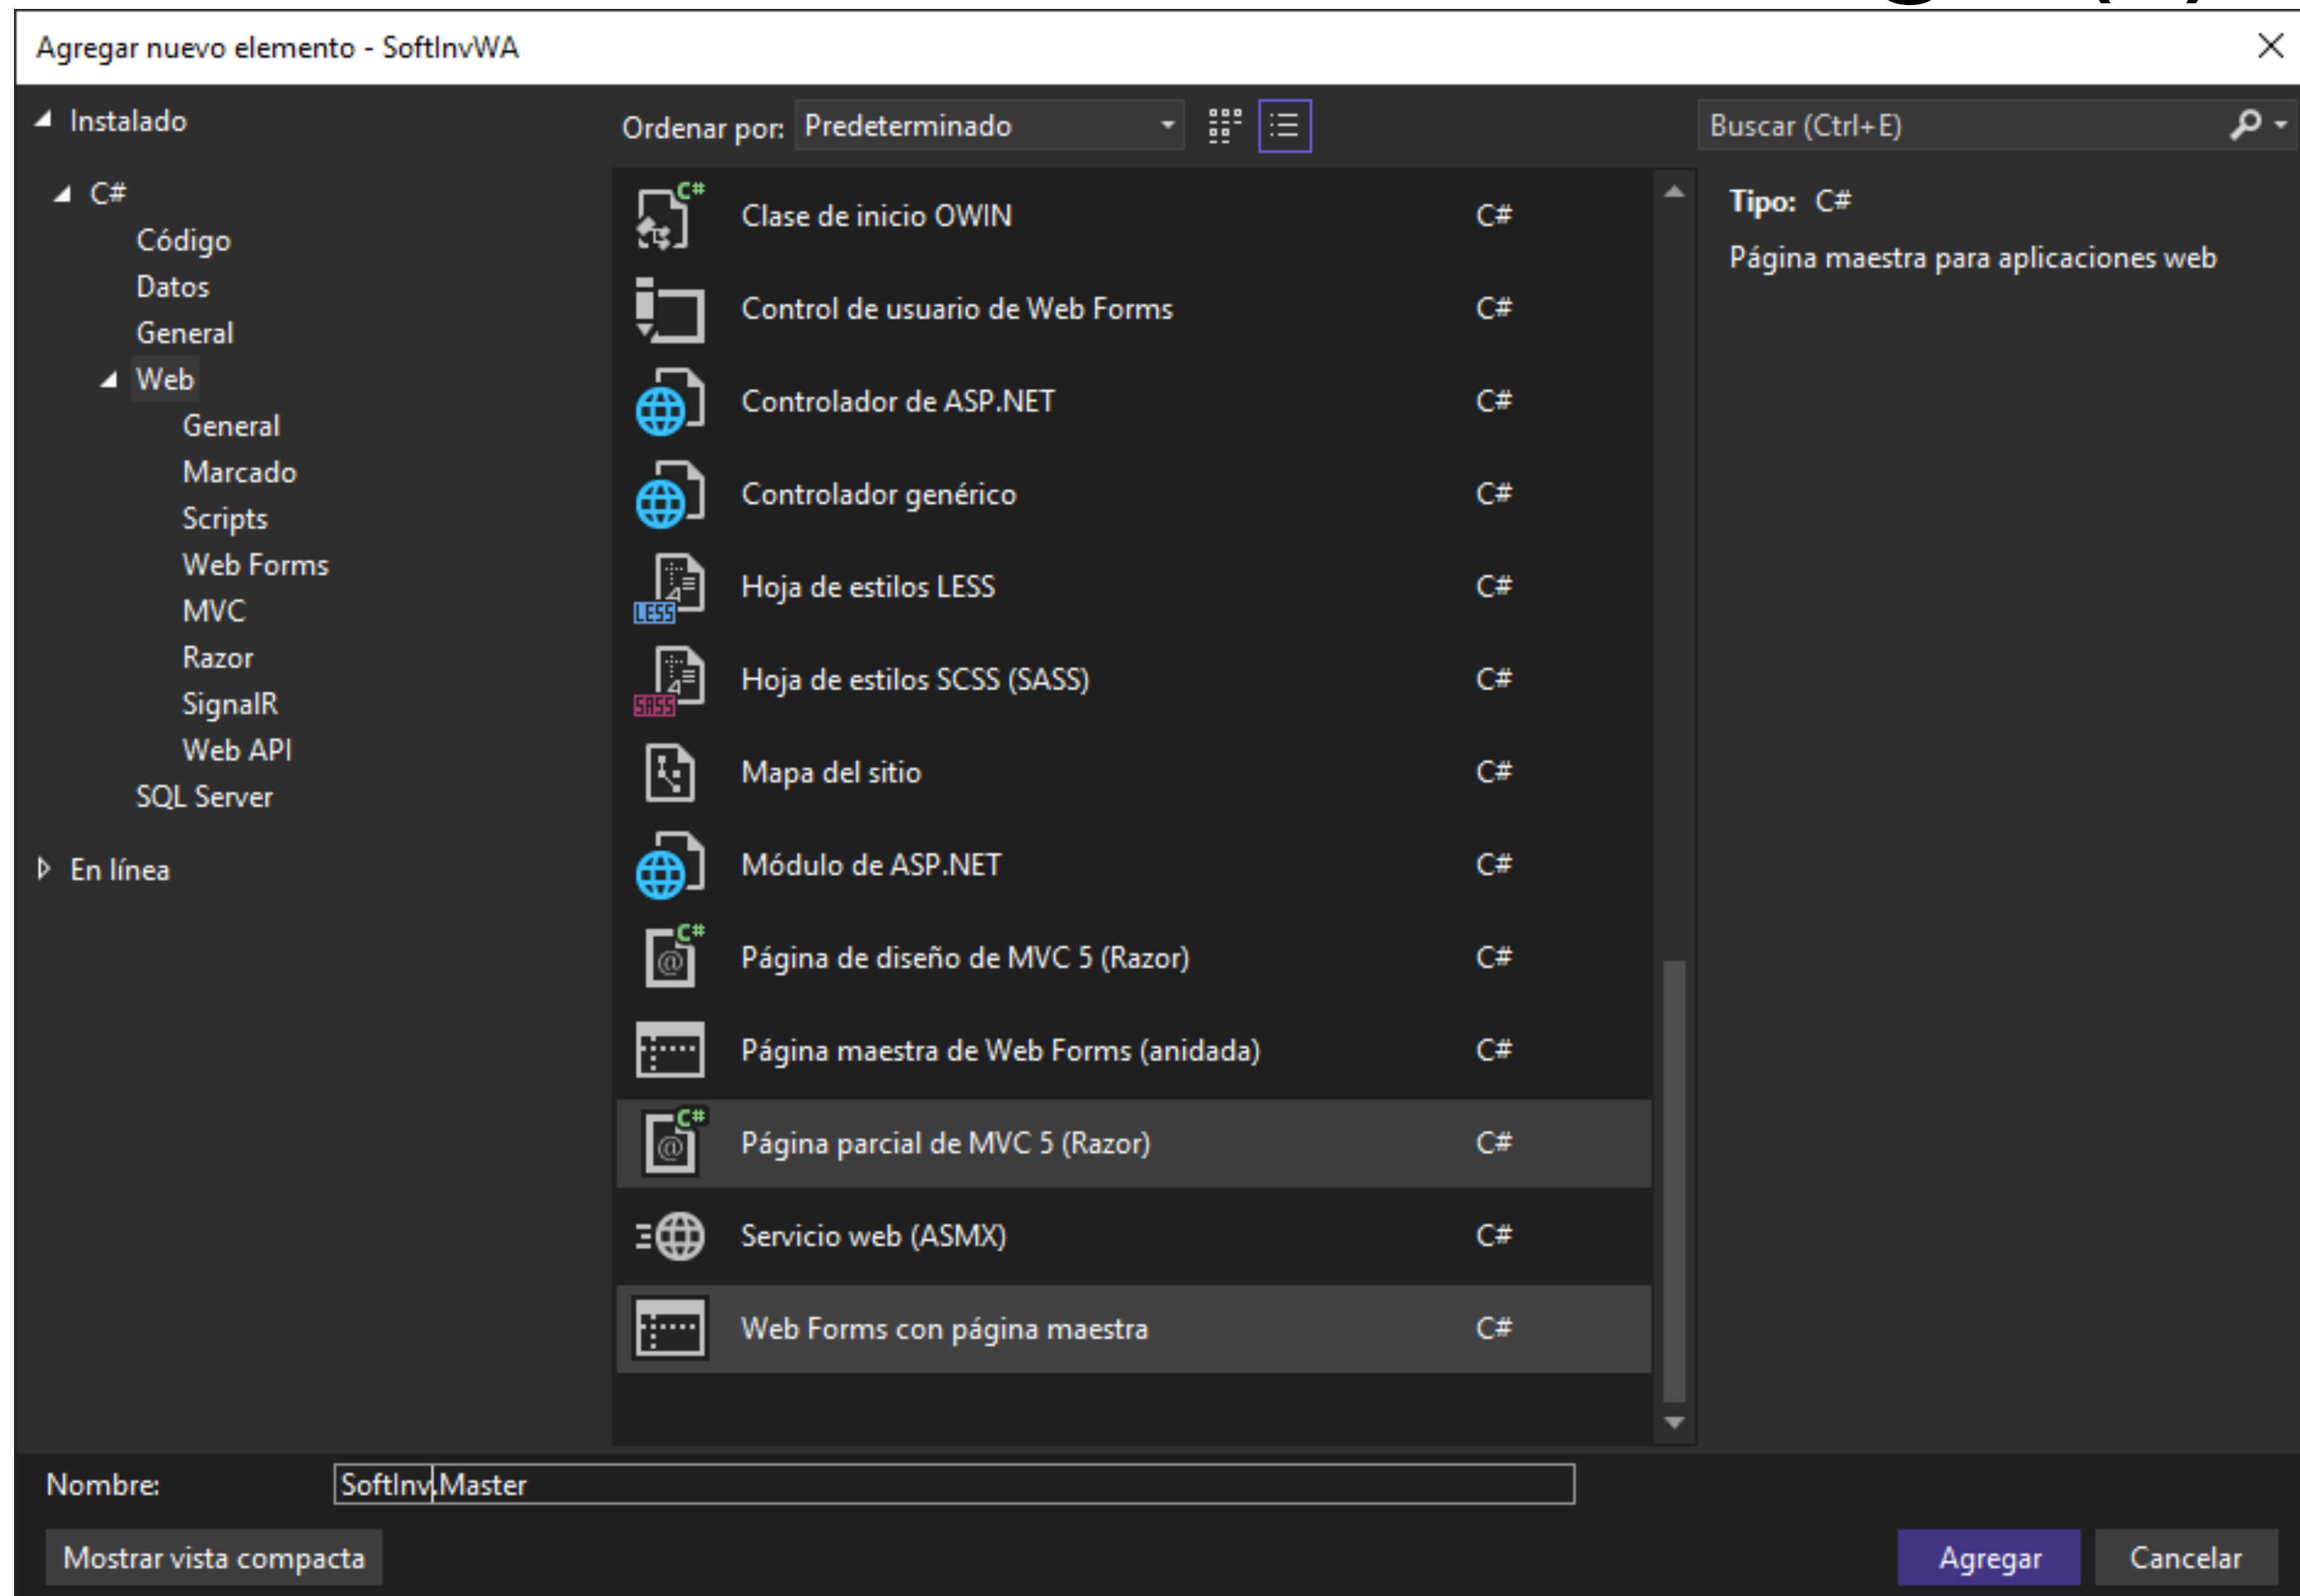 Agregar nuevo elemento - SoftInvWA
Instalado
C#
Código
Datos
General
Web
General
Marcado
Scripts
Web Forms
MVC
Razor
SignalR
Web API
SQL Server
En línea
Ordenar por: Predeterminado
Clase de inicio OWIN C#
Control de usuario de Web Forms C#
Controlador de ASP.NET C#
Controlador genérico C#
Hoja de estilos LESS C#
Hoja de estilos SCSS (SASS) C#
Mapa del sitio C#
Módulo de ASP.NET C#
Página de diseño de MVC 5 (Razor) C#
Página maestra de Web Forms (anidada) C#
Página parcial de MVC 5 (Razor) C#
Servicio web (ASMX) C#
Web Forms con página maestra C#
Buscar (Ctrl+E)
Tipo: C#
Página maestra para aplicaciones web
Nombre: SoftInv.Master
Mostrar vista compacta
Agregar Cancelar